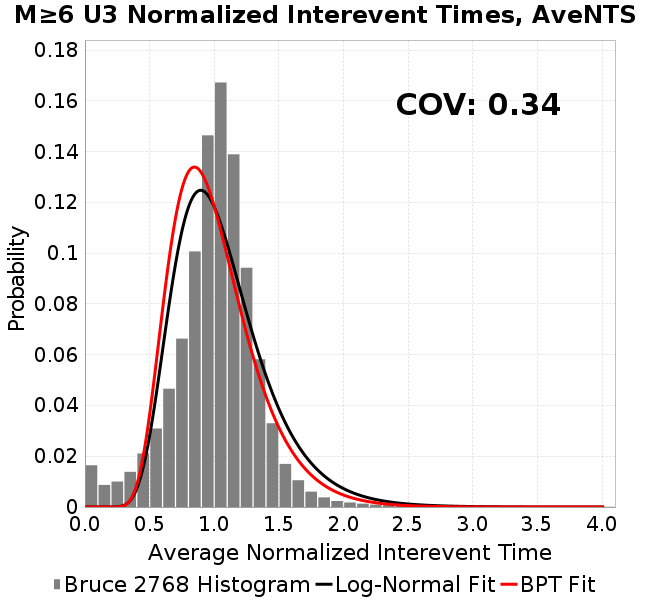 M≥6 U3 Normalized Interevent Times, AveNTS
COV: 0.34
Probability
0.18
0.16
0.14
0.12
0.1
0.08
0.06
0.04
0.02
0
0.0 0.5 1.0 1.5 2.0 2.5 3.0 3.5 4.0
Average Normalized Interevent Time
Bruce 2768 Histogram Log-Normal Fit BPT Fit